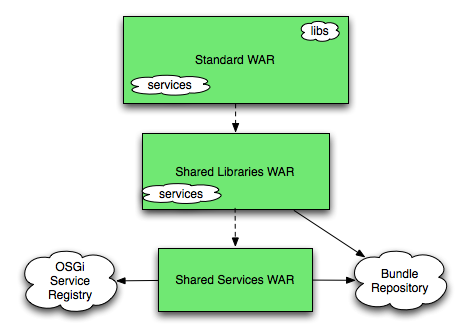 libs
Standard WAR
services
Shared Libraries WAR
services
OSGi
Service
Registry
Shared Services WAR
Bundle
Repository